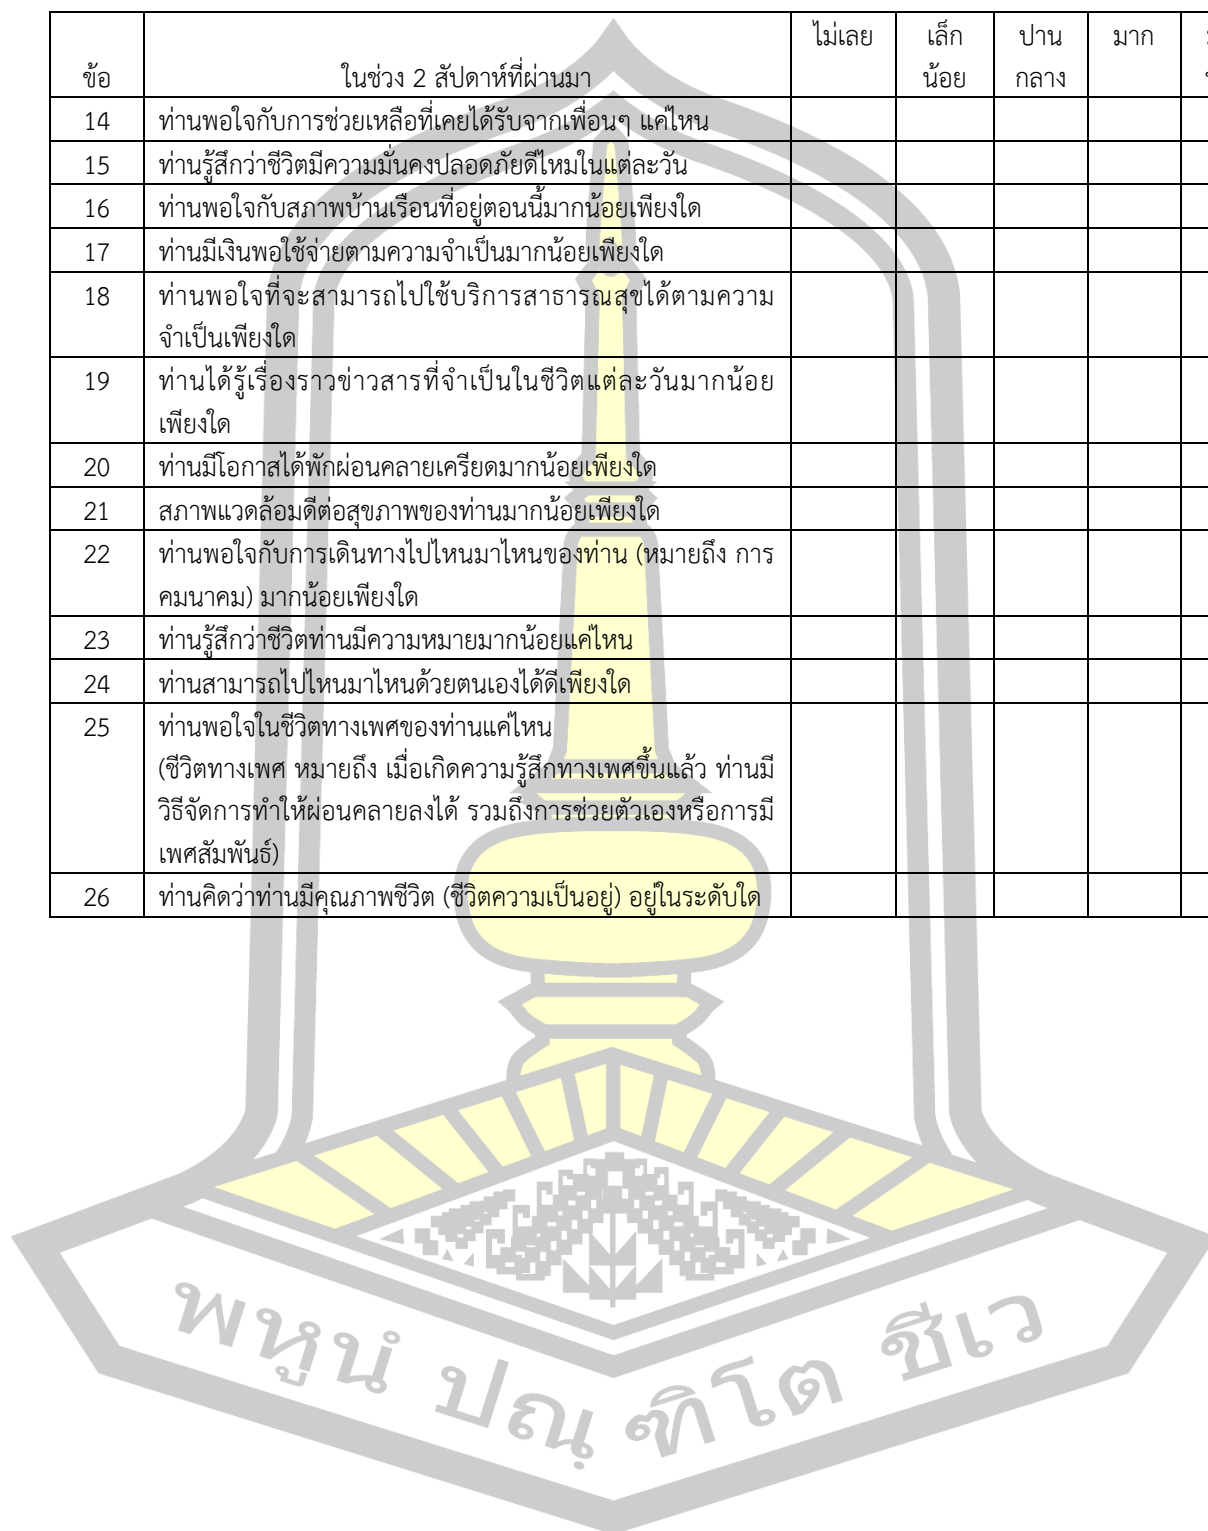 ไม่เลย เล็ก ปาน มาก
ข้อ ในช่วง 2 สัปดาห์ที่ผ่านมา น้อย กลาง
14 ท่านพอใจกับการช่วยเหลือที่เคยได้รับจากเพื่อนๆ แค่ไหน
15 ท่านรู้สึกว่าชีวิตมีความมั่นคงปลอดภัยดีไหมในแต่ละวัน
16 ท่านพอใจกับสภาพบ้านเรือนที่อยู่ตอนนี้มากน้อยเพียงใด
17 ท่านมีเงินพอใช้จ่ายตามความจำเป็นมากน้อยเพียงใด
18 ท่านพอใจที่จะสามารถไปใช้บริการสาธารณสุขได้ตามความ
จำเป็นเพียงใด
19 ท่านได้รู้เรื่องราวข่าวสารที่จำเป็นในชีวิตแต่ละวันมากน้อย
เพียงใด
20 ท่านมีโอกาสได้พักผ่อนคลายเครียดมากน้อยเพียงใด
21 สภาพแวดล้อมดีต่อสุขภาพของท่านมากน้อยเพียงใด
22 ท่านพอใจกับการเดินทางไปไหนมาไหนของท่าน (หมายถึง การ
คมนาคม) มากน้อยเพียงใด
23 ท่านรู้สึกว่าชีวิตท่านมีความหมายมากน้อยแค่ไหน
24 ท่านสามารถไปไหนมาไหนด้วยตนเองได้ดีเพียงใด
25 ท่านพอใจในชีวิตทางเพศของท่านแค่ไหน
(ชีวิตทางเพศ หมายถึง เมื่อเกิดความรู้สึกทางเพศขึ้นแล้ว ท่านมี
วิธีจัดการทำให้ผ่อนคลายลงได้ รวมถึงการช่วยตัวเองหรือการมี
เพศสัมพันธ์)
26 ท่านคิดว่าท่านมีคุณภาพชีวิต (ชีวิตความเป็นอยู่) อยู่ในระดับใด
พหูนํ ปณฺฑิโต ชีเว